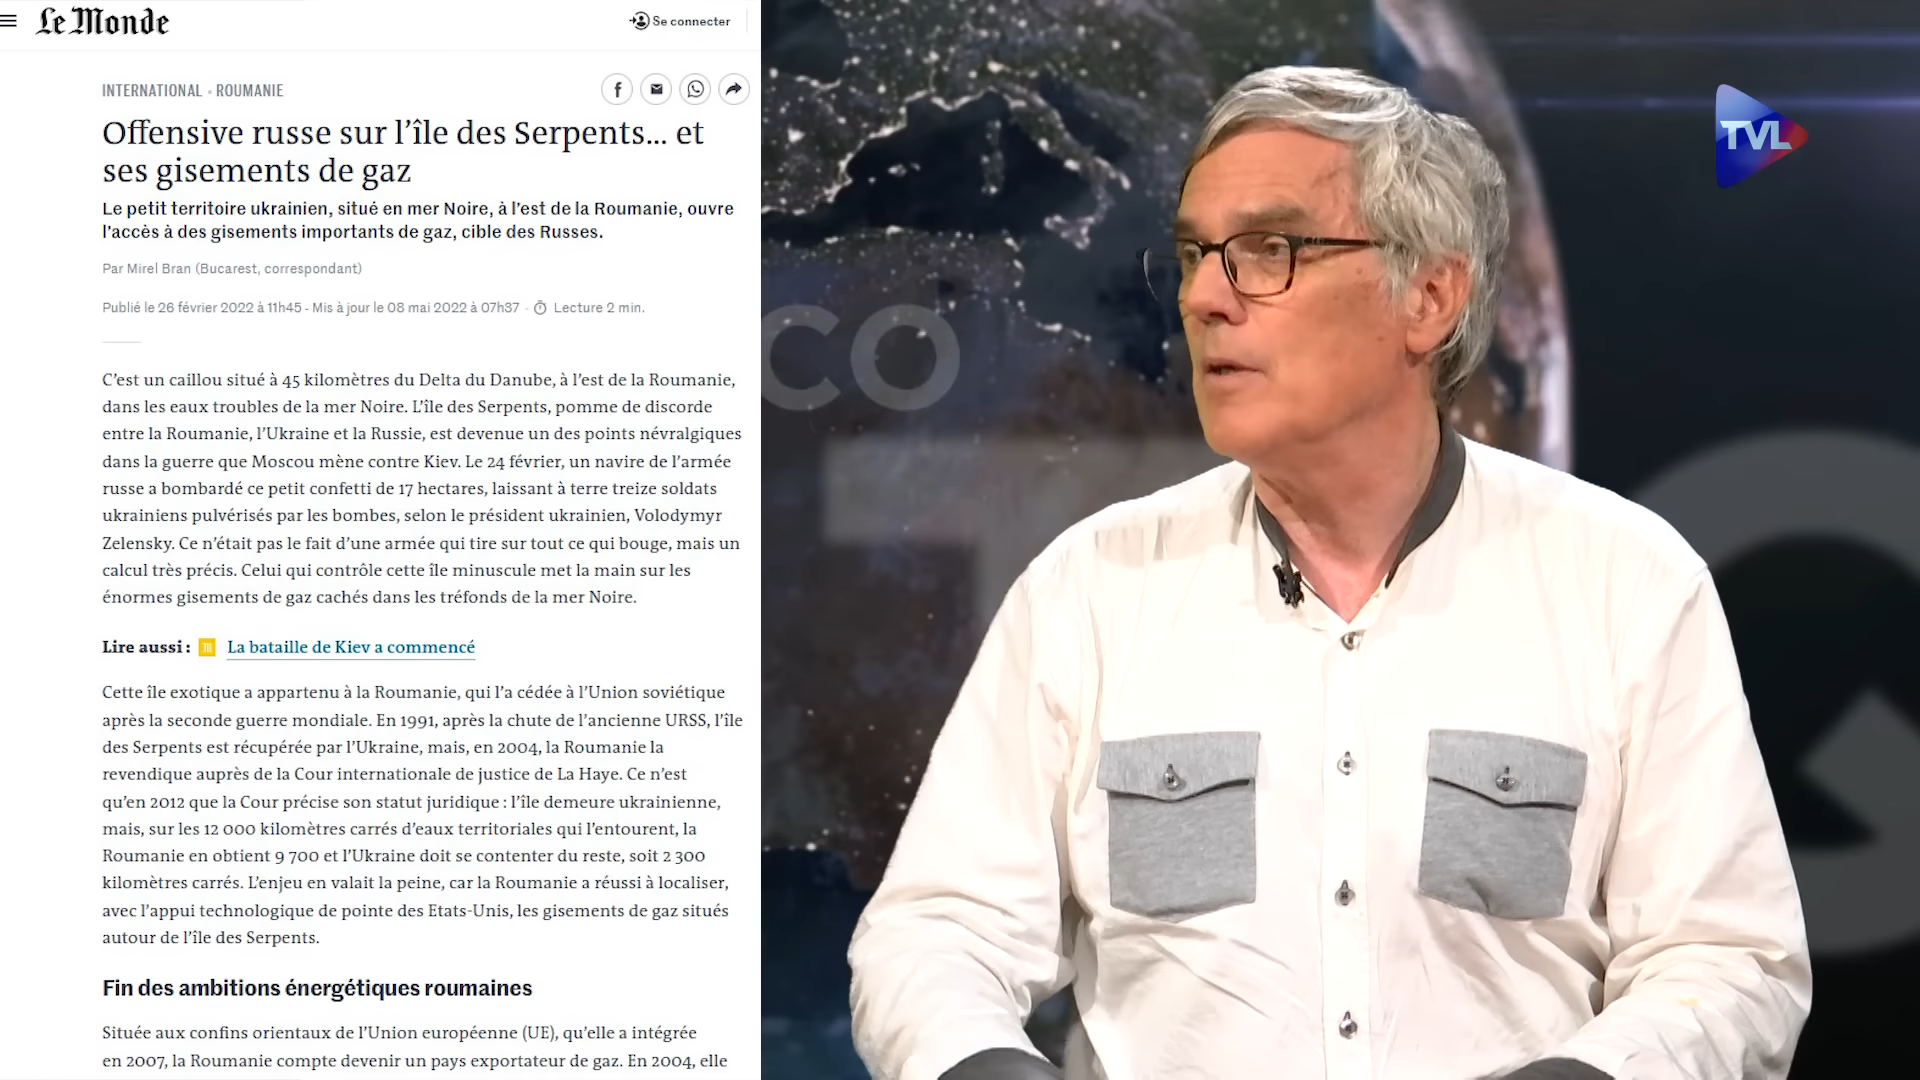 Le Monde
Se connecter
INTERNATIONAL • ROUMANIE
Offensive russe sur l’île des Serpents… et
ses gisements de gaz
Le petit territoire ukrainien, situé en mer Noire, à l’est de la Roumanie, ouvre
l’accès à des gisements importants de gaz, cible des Russes.
Par Mirel Bran (Bucarest, correspondant)
Publié le 26 février 2022 à 11h45 - Mis à jour le 08 mai 2022 à 07h37 · Lecture 2 min.
C’est un caillou situé à 45 kilomètres du Delta du Danube, à l’est de la Roumanie,
dans les eaux troubles de la mer Noire. L’île des Serpents, pomme de discorde
entre la Roumanie, l’Ukraine et la Russie, est devenue un des points névralgiques
dans la guerre que Moscou mène contre Kiev. Le 24 février, un navire de l’armée
russe a bombardé ce petit confetti de 17 hectares, laissant à terre treize soldats
ukrainiens pulvérisés par les bombes, selon le président ukrainien, Volodymyr
Zelensky. Ce n’était pas le fait d’une armée qui tire sur tout ce qui bouge, mais un
calcul très précis. Celui qui contrôle cette île minuscule met la main sur les
énormes gisements de gaz cachés dans les tréfonds de la mer Noire.
Lire aussi : La bataille de Kiev a commencé
Cette île exotique a appartenu à la Roumanie, qui l’a cédée à l’Union soviétique
après la seconde guerre mondiale. En 1991, après la chute de l’ancienne URSS, l’île
des Serpents est récupérée par l’Ukraine, mais, en 2004, la Roumanie la
revendique auprès de la Cour internationale de justice de La Haye. Ce n’est
qu’en 2012 que la Cour précise son statut juridique : l’île demeure ukrainienne,
mais, sur les 12 000 kilomètres carrés d’eaux territoriales qui l’entourent, la
Roumanie en obtient 9 700 et l’Ukraine doit se contenter du reste, soit 2 300
kilomètres carrés. L’enjeu en valait la peine, car la Roumanie a réussi à localiser,
avec l’appui technologique de pointe des Etats-Unis, les gisements de gaz situés
autour de l’île des Serpents.
Fin des ambitions énergétiques roumaines
Située aux confins orientaux de l’Union européenne (UE), qu’elle a intégrée
en 2007, la Roumanie compte devenir un pays exportateur de gaz. En 2004, elle
co
TVL